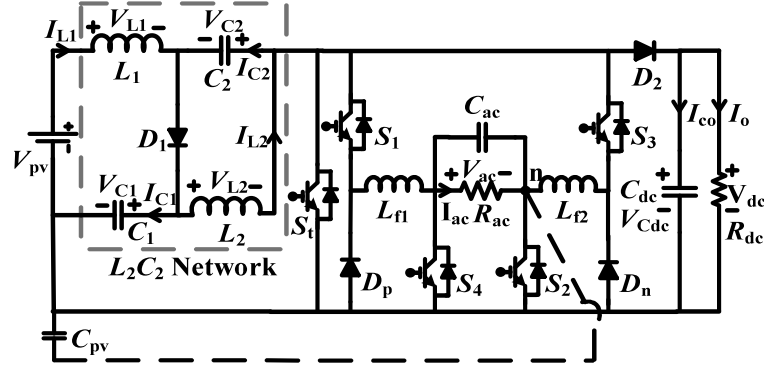 V_L1 V_C2
I_L1 + - - +
L_1 C_2 I_C2
S_1 D_2
C_ac S_3 I_co I_o
V_pv + - D_1 I_L2
V_C1 I_C1 V_L2
- + + -
C_1 L_2
+ V_ac - n
S_t L_f1 I_ac R_ac L_f2
C_dc + V_dc
V_Cdc - R_dc
L_2C_2 Network
D_p S_4 S_2 D_n
C_pv